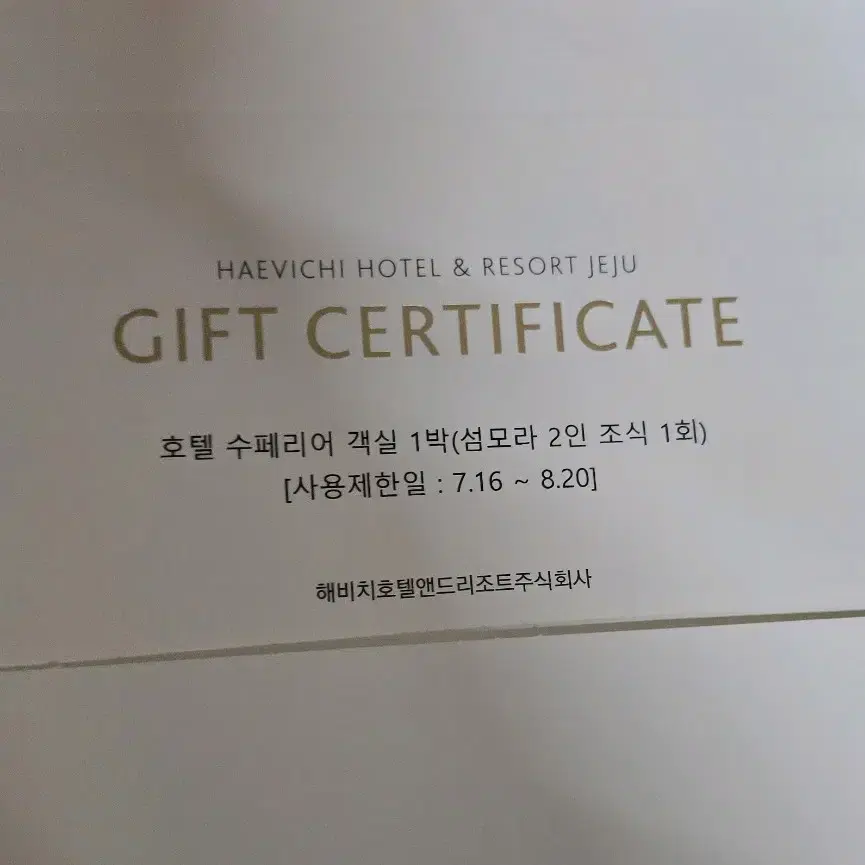 HAEVICHI HOTEL & RESORT JEJU
GIFT CERTIFICATE
호텔 수페리어 객실 1박(섬모라 2인 조식 1회)
[사용제한일 : 7.16 ~ 8.20]
해비치호텔앤드리조트주식회사